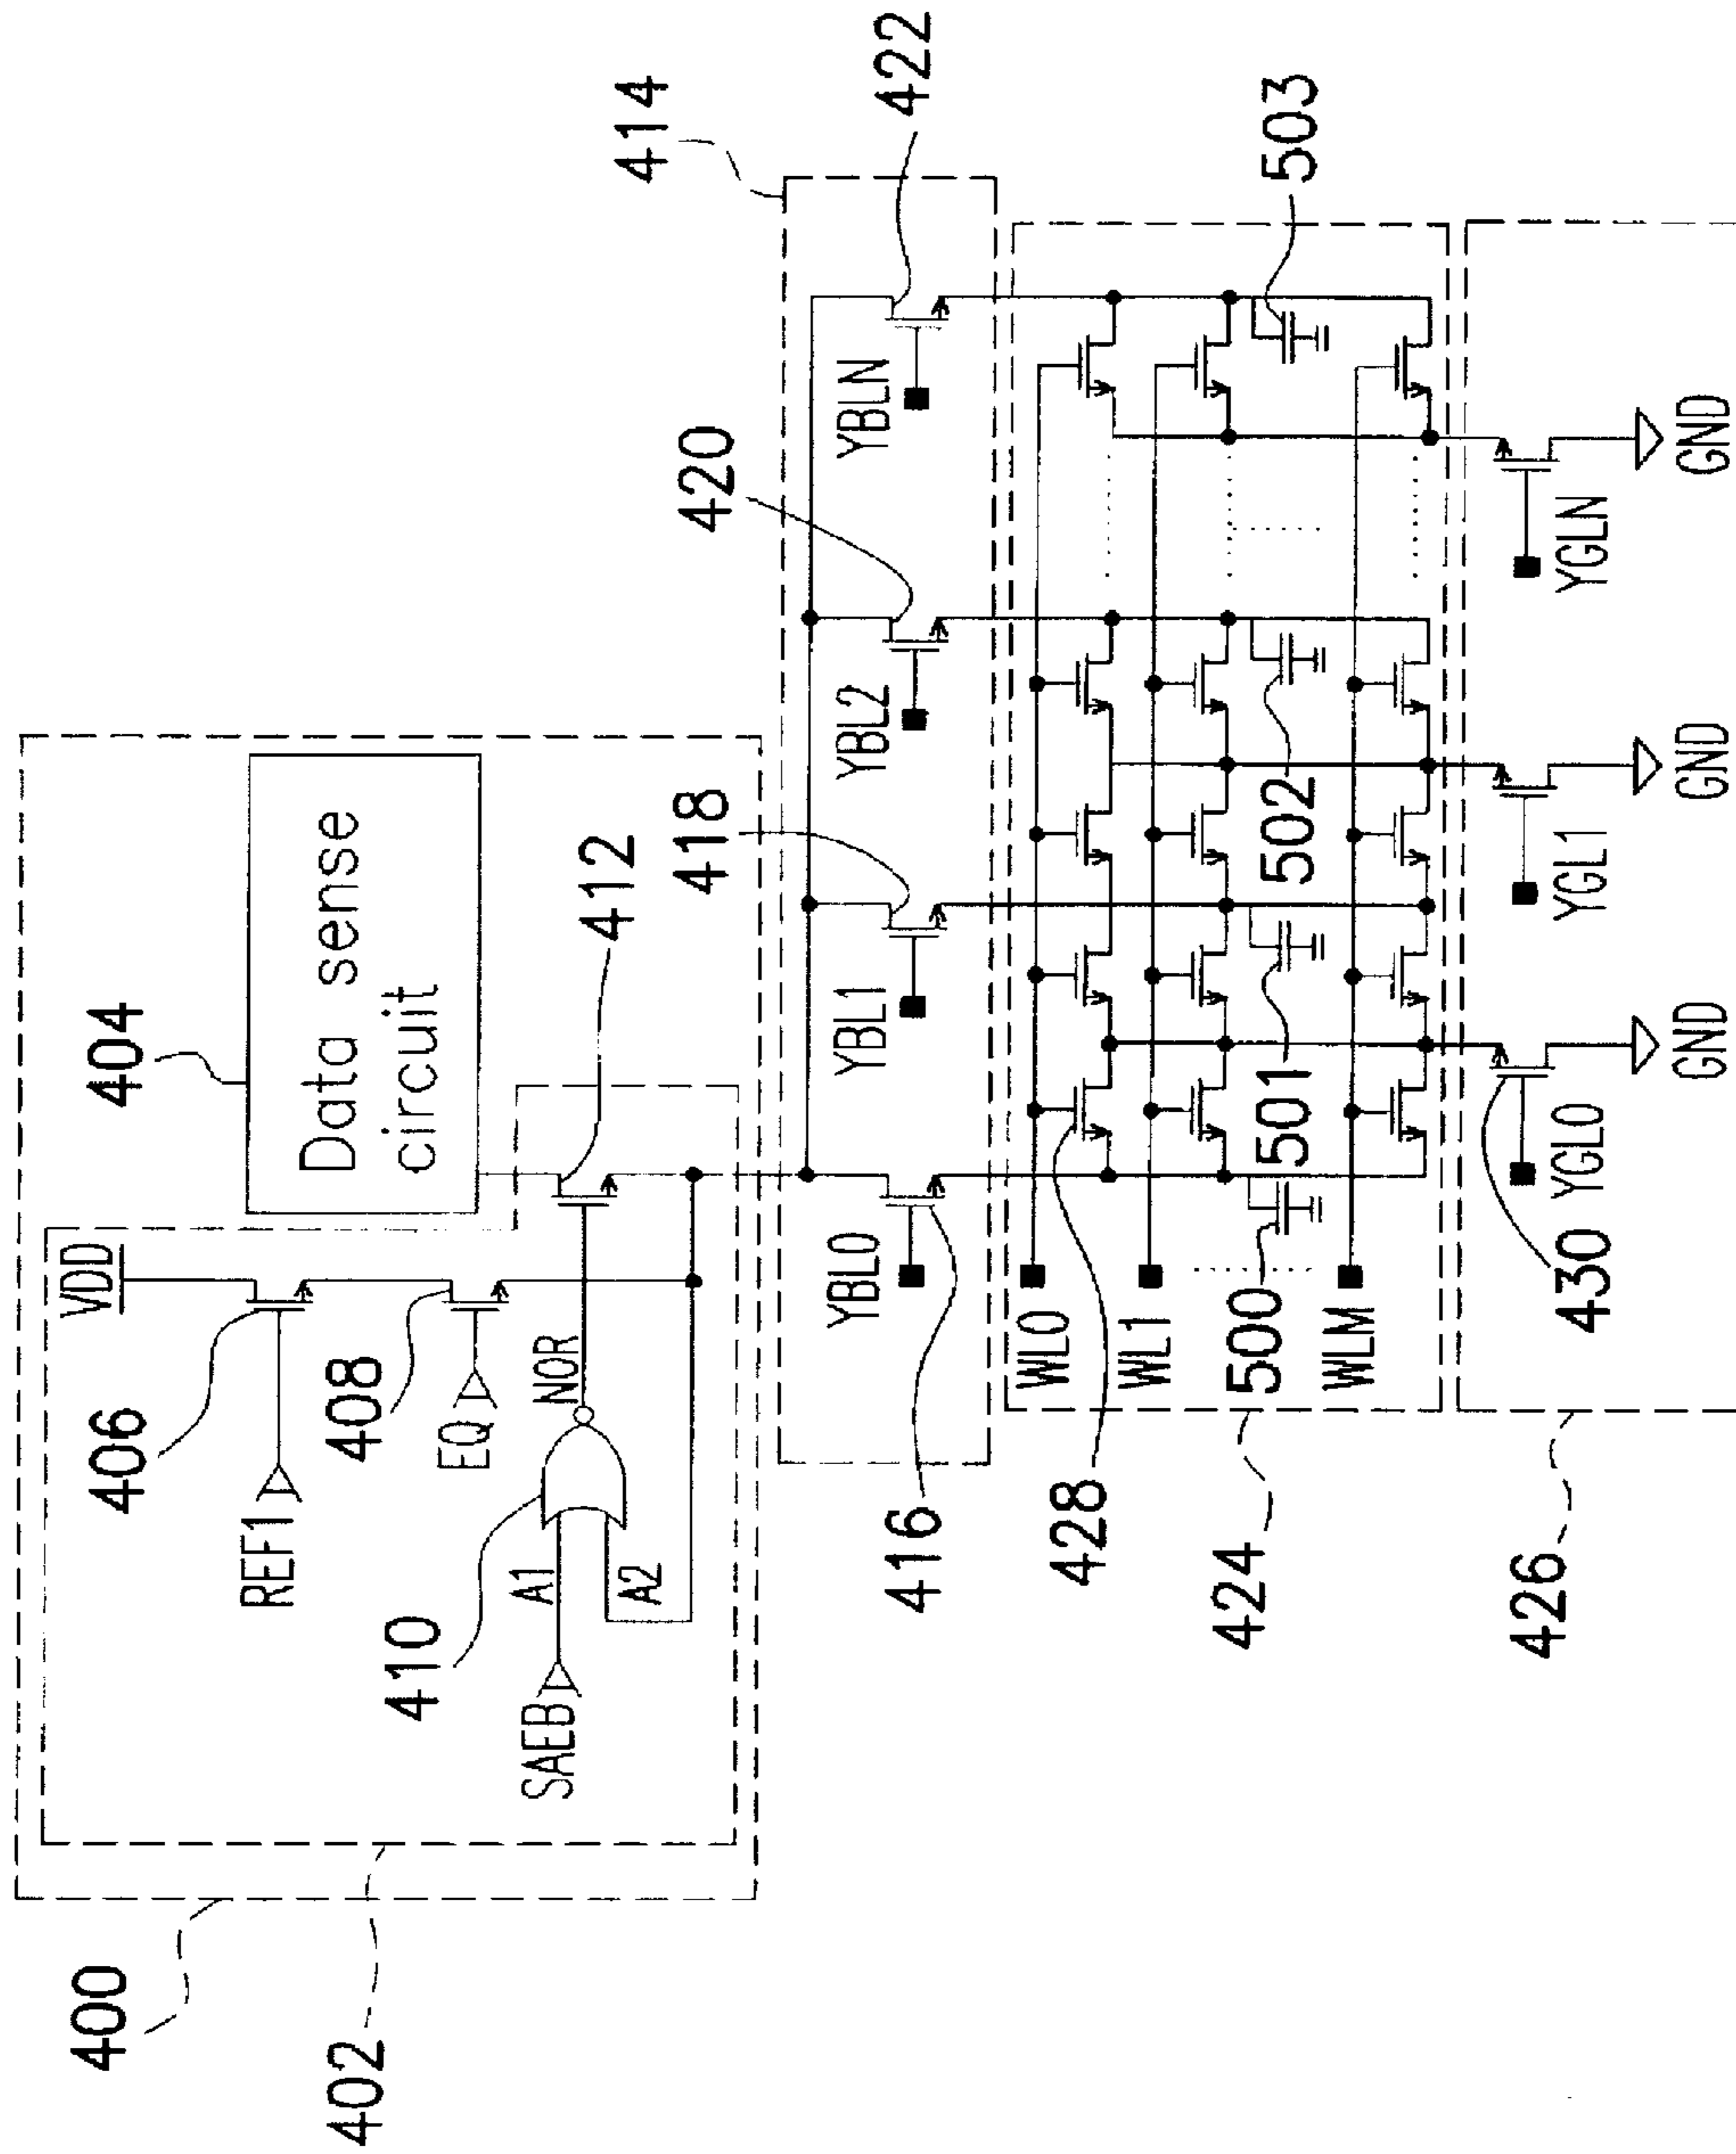 400
402
404
Data sense
circuit
VDD
406
REF1
408
EQ
NOR
410
A1
A2
SAEB
412
414
416
418
420
422
YBL0
YBL1
YBL2
YBLN
WL0
WL1
WLM
428
500
501
502
503
424
426
430
YGL0
YGL1
YGLN
GND
GND
GND